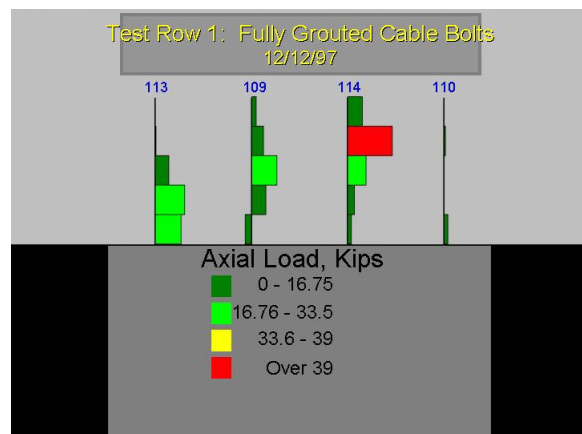 Test Row 1: Fully Grouted Cable Bolts
12/12/97
113 109 114 110
Axial Load, Kips
0 - 16.75
16.76 - 33.5
33.6 - 39
Over 39